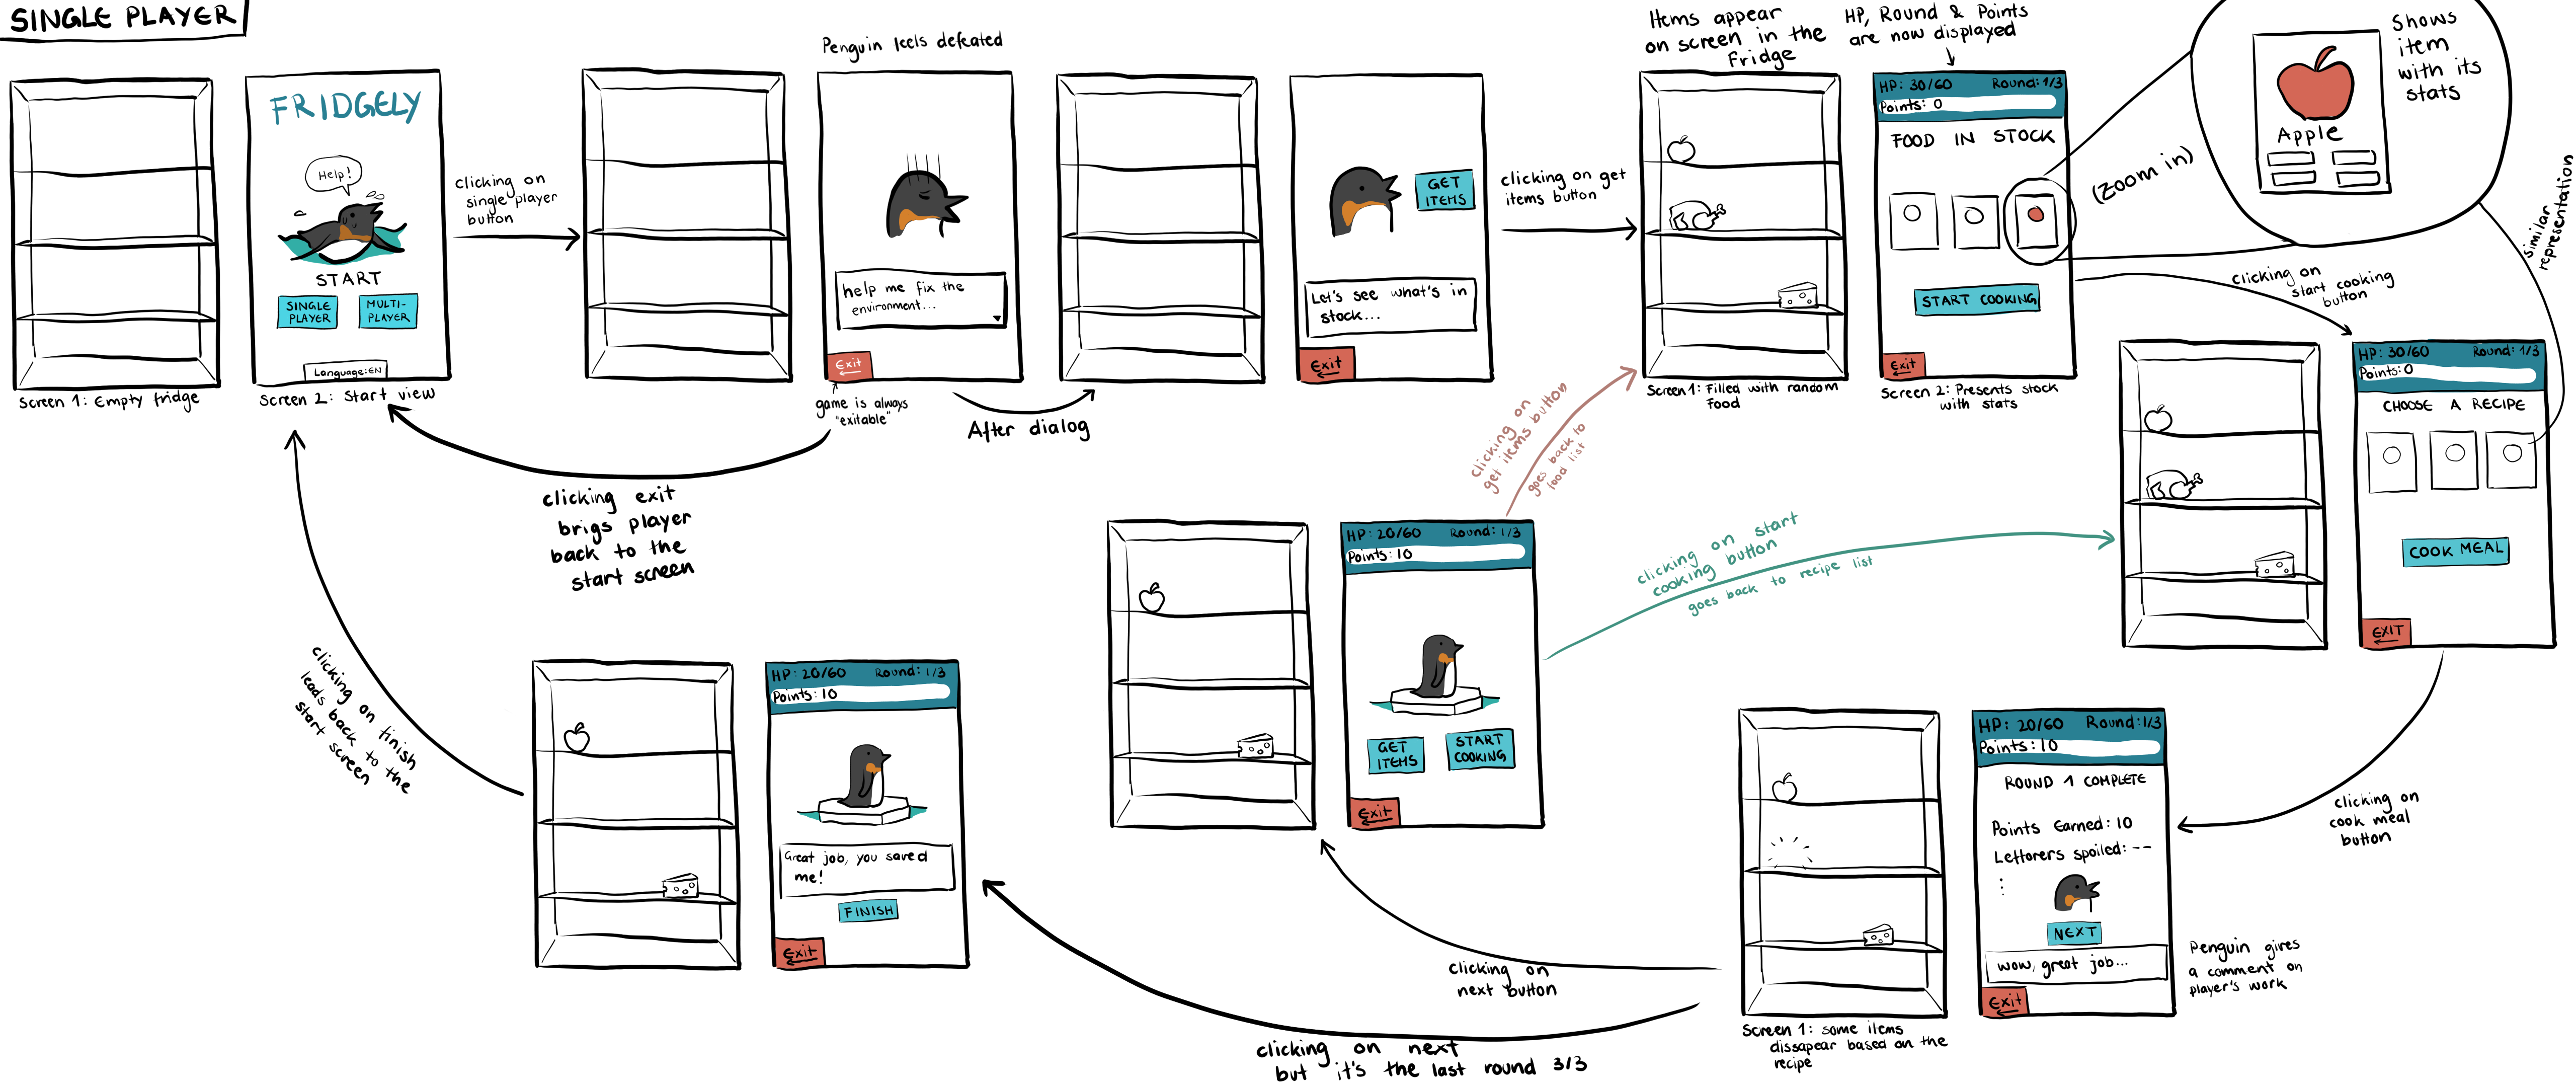 SINGLE PLAYER
FRIDGELY
Help!
START
SINGLE
PLAYER
MULTI-
PLAYER
Language:EN
Screen 1: Empty fridge
Screen 2: Start view
clicking on
single player
button
Penguin feels defeated
help me fix the
environment...
Exit
game is always
"exitable"
After dialog
clicking exit
brigs player
back to the
start screen
GET
ITEMS
Let's see what's in
stock...
Exit
clicking on get
items button
Items appear
on screen in the
Fridge
HP, Round & Points
are now displayed
HP: 30/60 Round: 1/3
Points: 0
FOOD IN STOCK
START COOKING
Exit
Screen 1: Filled with random
Food
Screen 2: Presents stock
with stats
(Zoom in)
Apple
Shows
item
with its
stats
similar
representation
clicking on
start cooking
button
HP: 30/60 Round: 1/3
Points: 0
CHOOSE A RECIPE
COOK MEAL
EXIT
clicking on
cook meal
button
HP: 20/60 Round: 1/3
Points: 10
ROUND 1 COMPLETE
Points Earned: 10
Leftorers spoiled: --
NEXT
wow, great job...
Exit
Penguin gives
a comment on
player's work
Screen 1: some items
dissapear based on the
recipe
clicking on
next button
HP: 20/60 Round: 1/3
Points: 10
GET
ITEMS
START
COOKING
Exit
clicking on
get items button
goes back to
food list
clicking on start
cooking button
goes back to recipe list
clicking on next
but it's the last round 3/3
HP: 20/60 Round: 1/3
Points: 10
Great job, you saved
me!
FINISH
Exit
clicking on finish
leads back to the
start screen